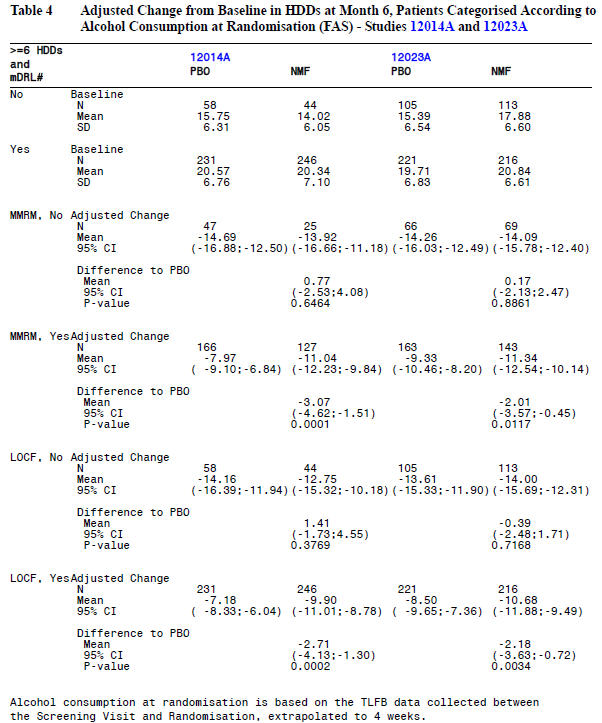 Table 4 Adjusted Change from Baseline in HDDs at Month 6, Patients Categorised According to
Alcohol Consumption at Randomisation (FAS) - Studies 12014A and 12023A
>=6 HDDs
and
mDRL#
12014A 12023A
PBO NMF PBO NMF
No Baseline
N 58 44 105 113
Mean 15.75 14.02 15.39 17.88
SD 6.31 6.05 6.54 6.60
Yes Baseline
N 231 246 221 216
Mean 20.57 20.34 19.71 20.84
SD 6.76 7.10 6.83 6.61
MMRM, No Adjusted Change
N 47 25 66 69
Mean -14.69 -13.92 -14.26 -14.09
95% CI (-16.88;-12.50) (-16.66;-11.18) (-16.03;-12.49) (-15.78;-12.40)
Difference to PBO
Mean 0.77 0.17
95% CI (-2.53;4.08) (-2.13;2.47)
P-value 0.6464 0.8861
MMRM, YesAdjusted Change
N 166 127 163 143
Mean -7.97 -11.04 -9.33 -11.34
95% CI ( -9.10;-6.84) (-12.23;-9.84) (-10.46;-8.20) (-12.54;-10.14)
Difference to PBO
Mean -3.07 -2.01
95% CI (-4.62;-1.51) (-3.57;-0.45)
P-value 0.0001 0.0117
LOCF, No Adjusted Change
N 58 44 105 113
Mean -14.16 -12.75 -13.61 -14.00
95% CI (-16.39;-11.94) (-15.32;-10.18) (-15.33;-11.90) (-15.69;-12.31)
Difference to PBO
Mean 1.41 -0.39
95% CI (-1.73;4.55) (-2.48;1.71)
P-value 0.3769 0.7168
LOCF, YesAdjusted Change
N 231 246 221 216
Mean -7.18 -9.90 -8.50 -10.68
95% CI ( -8.33;-6.04) (-11.01;-8.78) ( -9.65;-7.36) (-11.88;-9.49)
Difference to PBO
Mean -2.71 -2.18
95% CI (-4.13;-1.30) (-3.63;-0.72)
P-value 0.0002 0.0034
Alcohol consumption at randomisation is based on the TLFB data collected between
the Screening Visit and Randomisation, extrapolated to 4 weeks.